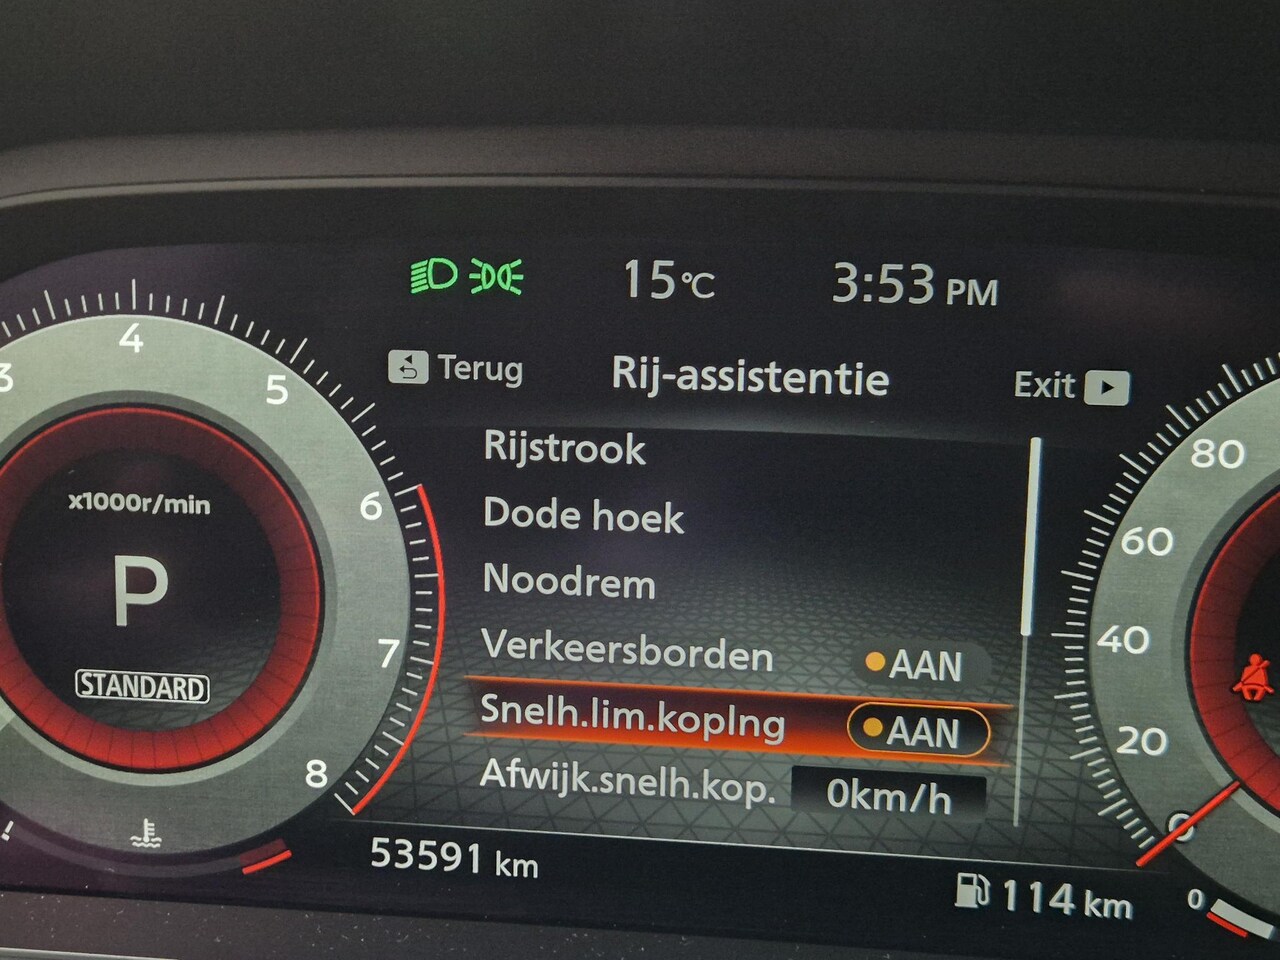 15°C
3:53 PM
Terug
Rij-assistentie
Exit
Rijstrook
Dode hoek
Noodrem
Verkeersborden AAN
Snelh.lim.koplng AAN
Afwijk.snelh.kop. 0km/h
3
4
5
6
7
8
x1000r/min
P
STANDARD
80
60
40
20
0
53591 km
114 km
0